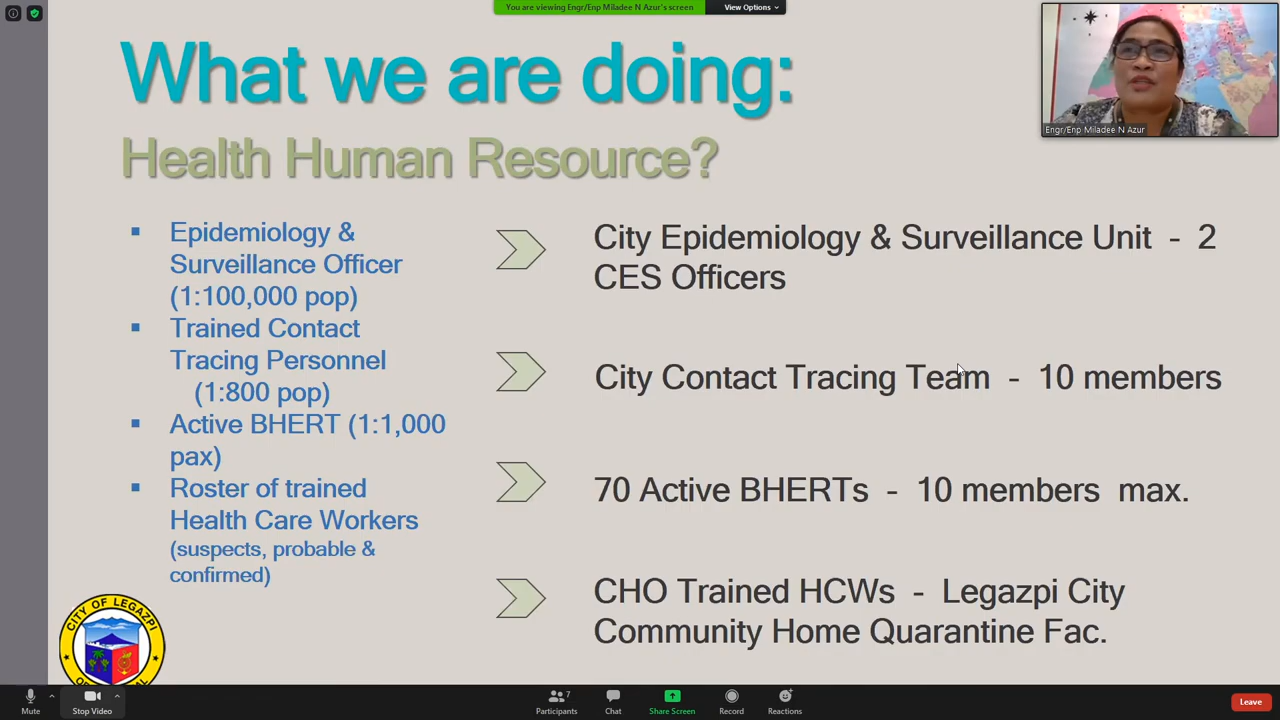 You are viewing Engr/Enp Miladee N Azur's screen
View Options
What we are doing:
Health Human Resource?
Engr/Enp Miladee N Azur
▪ Epidemiology &
Surveillance Officer
(1:100,000 pop)
▪ Trained Contact
Tracing Personnel
(1:800 pop)
▪ Active BHERT (1:1,000
pax)
▪ Roster of trained
Health Care Workers
(suspects, probable &
confirmed)
City Epidemiology & Surveillance Unit - 2
CES Officers
City Contact Tracing Team - 10 members
70 Active BHERTs - 10 members max.
CHO Trained HCWs - Legazpi City
Community Home Quarantine Fac.
CITY OF LEGAZPI
Mute
Stop Video
7
Participants
Chat
Share Screen
Record
Reactions
Leave